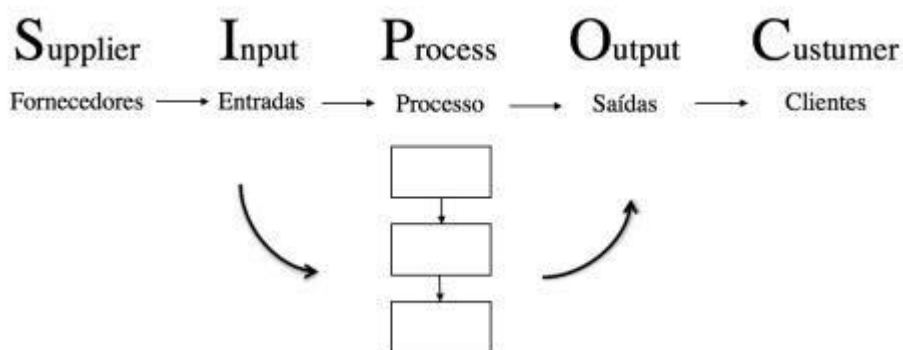 Supplier Input Process Output Custumer
Fornecedores Entradas Processo Saídas Clientes